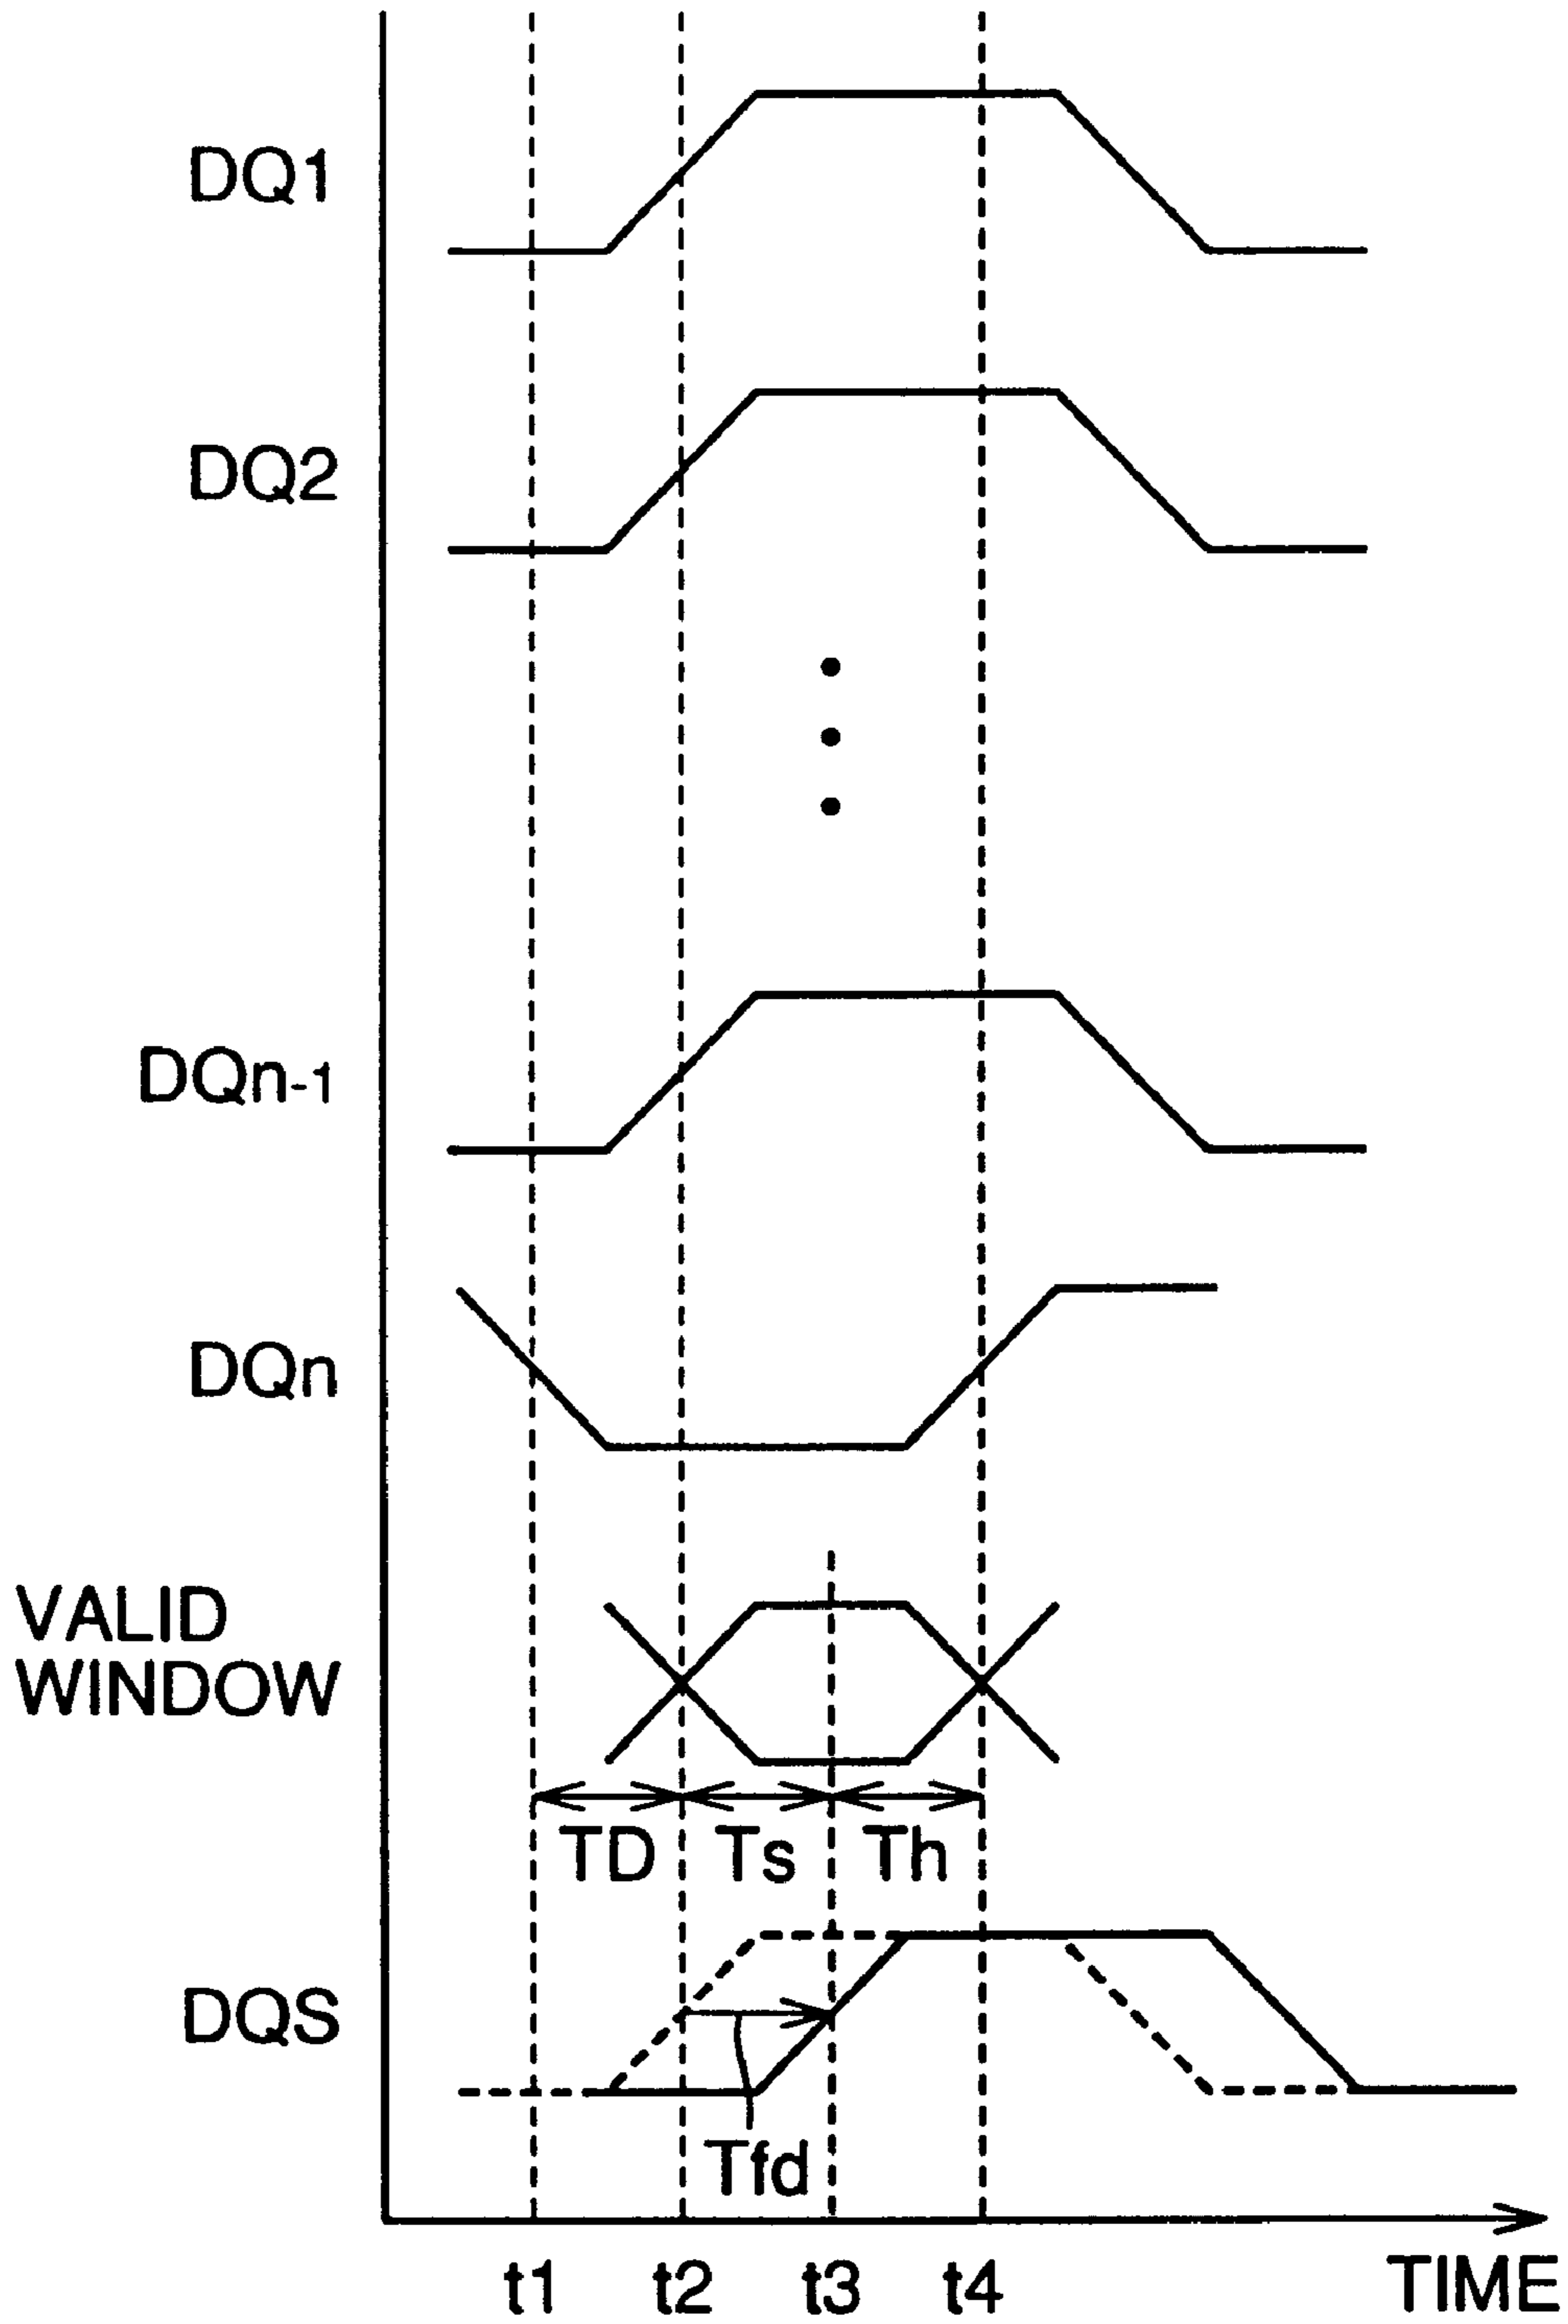 DQ1
DQ2
DQn-1
DQn
VALID
WINDOW
TD Ts Th
DQS
Tfd
t1 t2 t3 t4 TIME